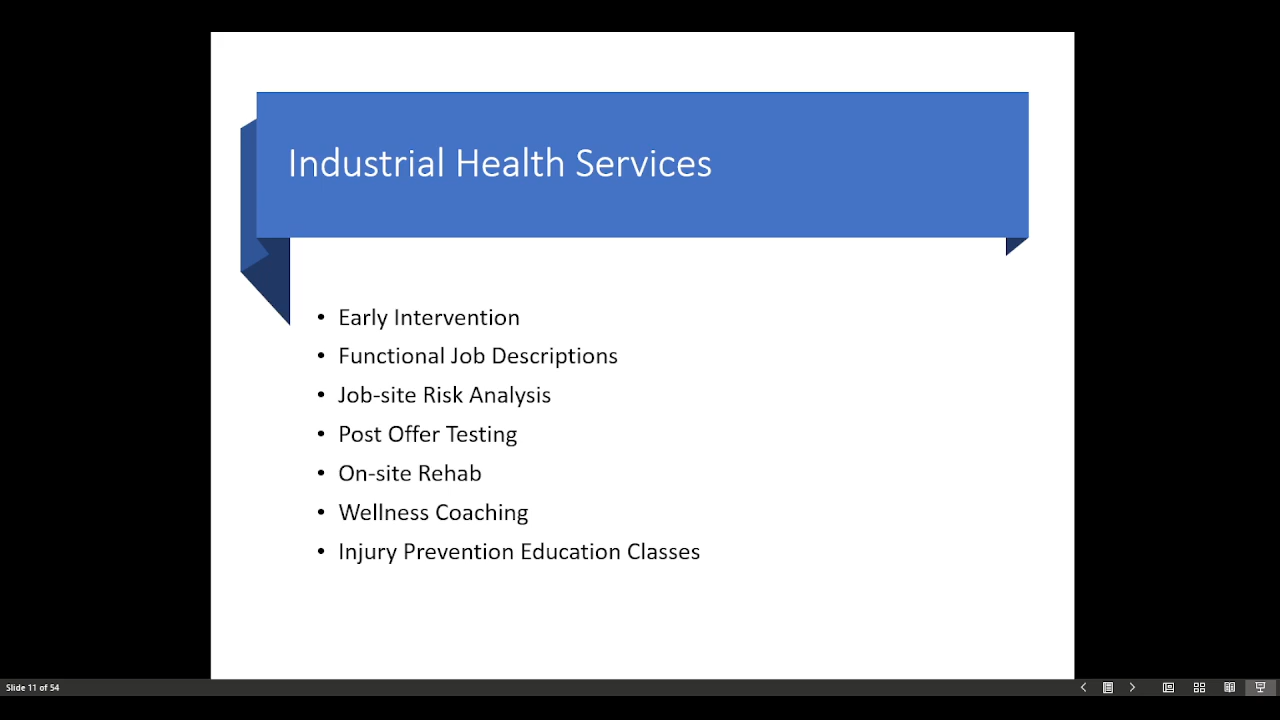 Industrial Health Services
• Early Intervention
• Functional Job Descriptions
• Job-site Risk Analysis
• Post Offer Testing
• On-site Rehab
• Wellness Coaching
• Injury Prevention Education Classes
Slide 11 of 54